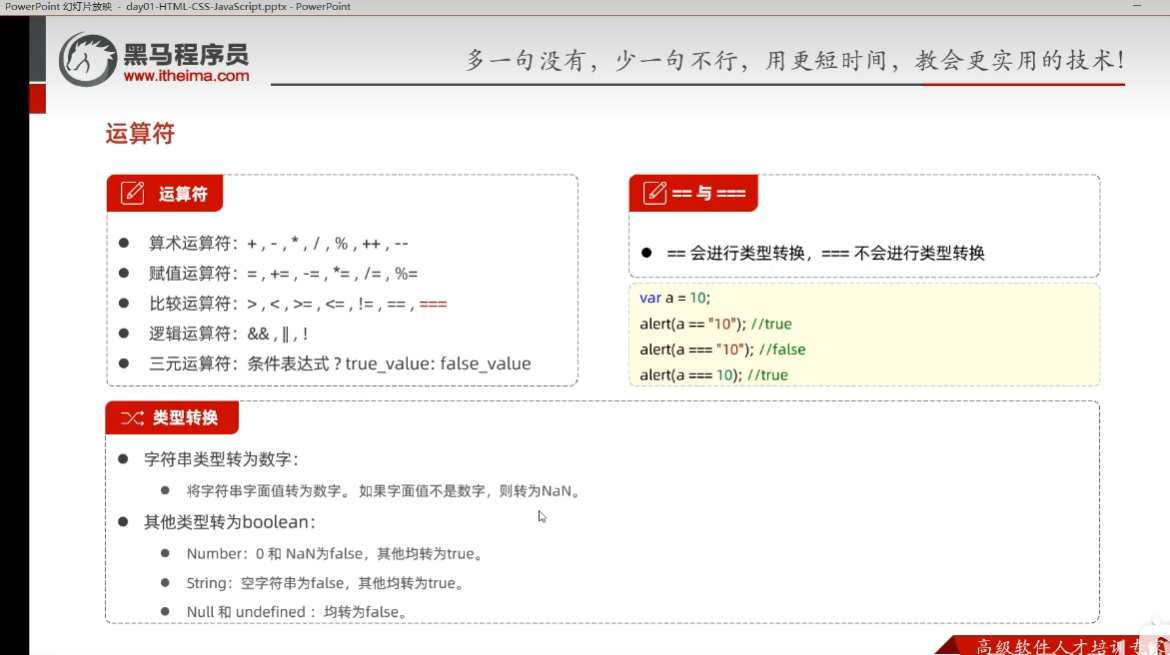 PowerPoint 幻灯片放映 - day01-HTML-CSS-JavaScript.pptx - PowerPoint
黑马程序员
www.itheima.com
多一句没有，少一句不行，用更短时间，教会更实用的技术！
运算符
运算符
算术运算符：+ , - , * , / , % , ++ , --
赋值运算符：= , += , -= , *= , /= , %=
比较运算符：> , < , >= , <= , != , == , ===
逻辑运算符：&& , || , !
三元运算符：条件表达式 ? true_value: false_value
== 与 ===
== 会进行类型转换，=== 不会进行类型转换
var a = 10;
alert(a == "10"); //true
alert(a === "10"); //false
alert(a === 10); //true
类型转换
字符串类型转为数字：
将字符串字面值转为数字。 如果字面值不是数字，则转为NaN。
其他类型转为boolean：
Number：0 和 NaN为false，其他均转为true。
String：空字符串为false，其他均转为true。
Null 和 undefined ：均转为false。
高级软件人才培训专家